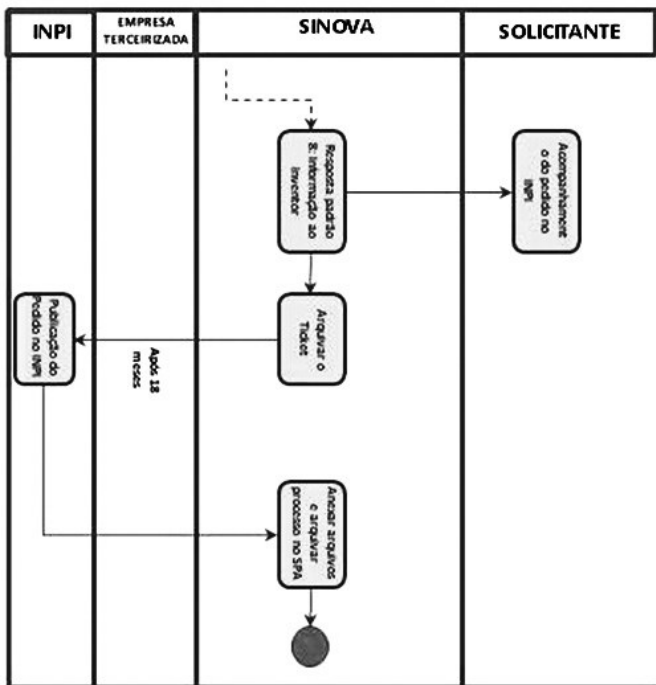 INPI
EMPRESA
TERCEIRIZADA
SINOVA
SOLICITANTE
Resposta padrão
8: Informação ao
Inventor
Acompanhament
o do pedido no
INPI
Arquivar o
Ticket
Após 18
meses
Publicação do
Pedido no INPI
Anexar arquivos
e arquivar
processo no SPA